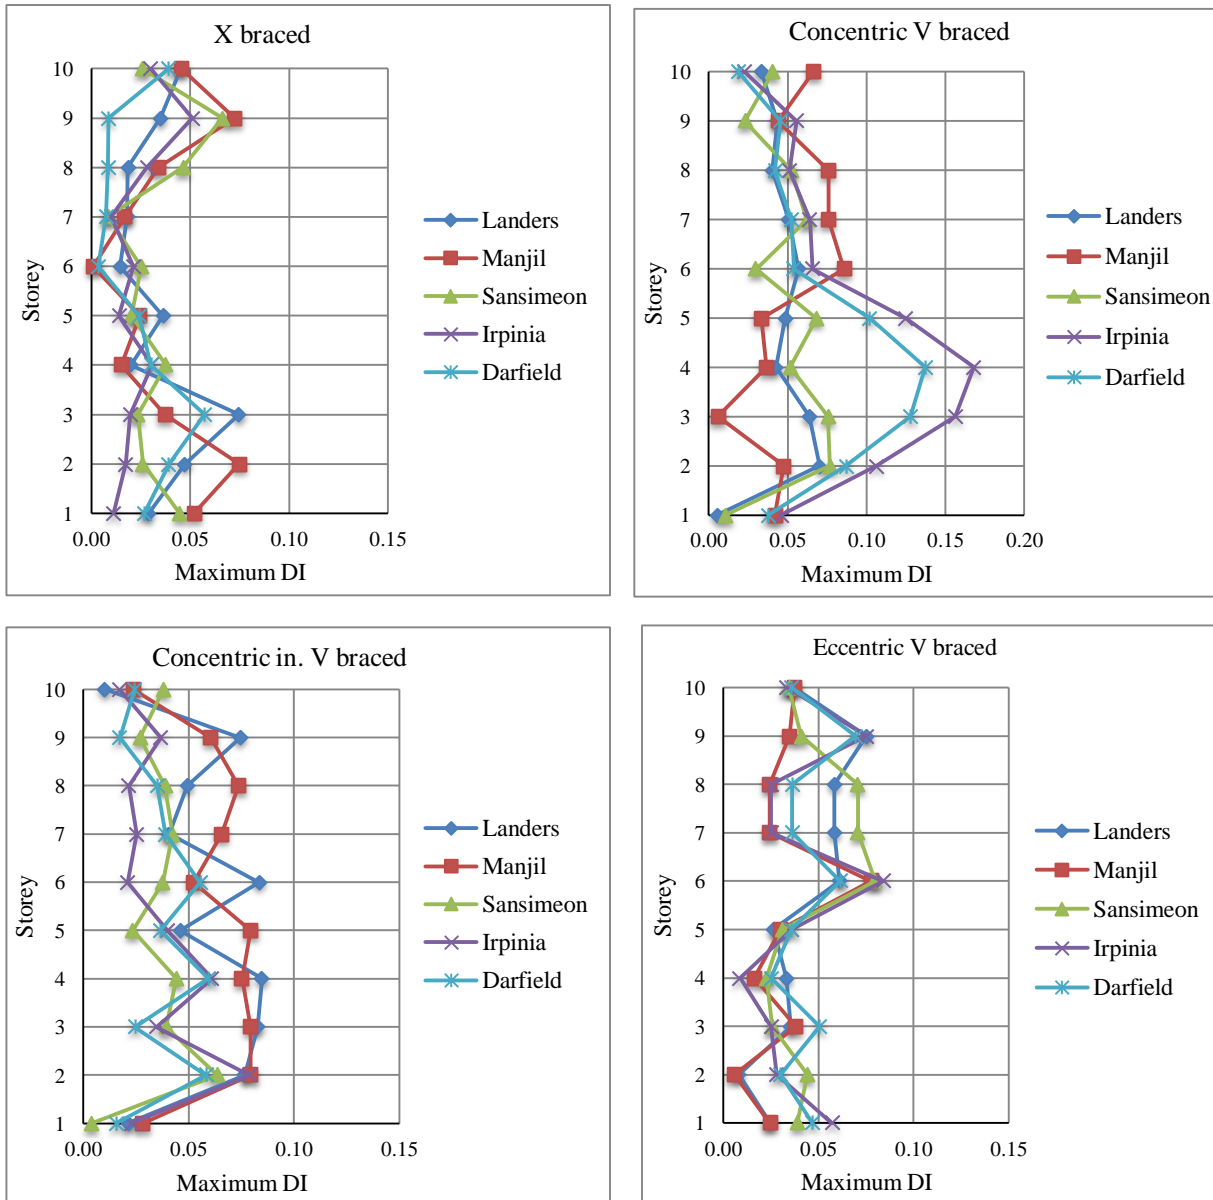 X braced
10
9
8
7
6
5
4
3
2
1
Storey
0.00 0.05 0.10 0.15
Maximum DI
Landers
Manjil
Sansimeon
Irpinia
Darfield
Concentric V braced
10
9
8
7
6
5
4
3
2
1
Storey
0.00 0.05 0.10 0.15 0.20
Maximum DI
Landers
Manjil
Sansimeon
Irpinia
Darfield
Concentric in. V braced
10
9
8
7
6
5
4
3
2
1
Storey
0.00 0.05 0.10 0.15
Maximum DI
Landers
Manjil
Sansimeon
Irpinia
Darfield
Eccentric V braced
10
9
8
7
6
5
4
3
2
1
Storey
0.00 0.05 0.10 0.15
Maximum DI
Landers
Manjil
Sansimeon
Irpinia
Darfield